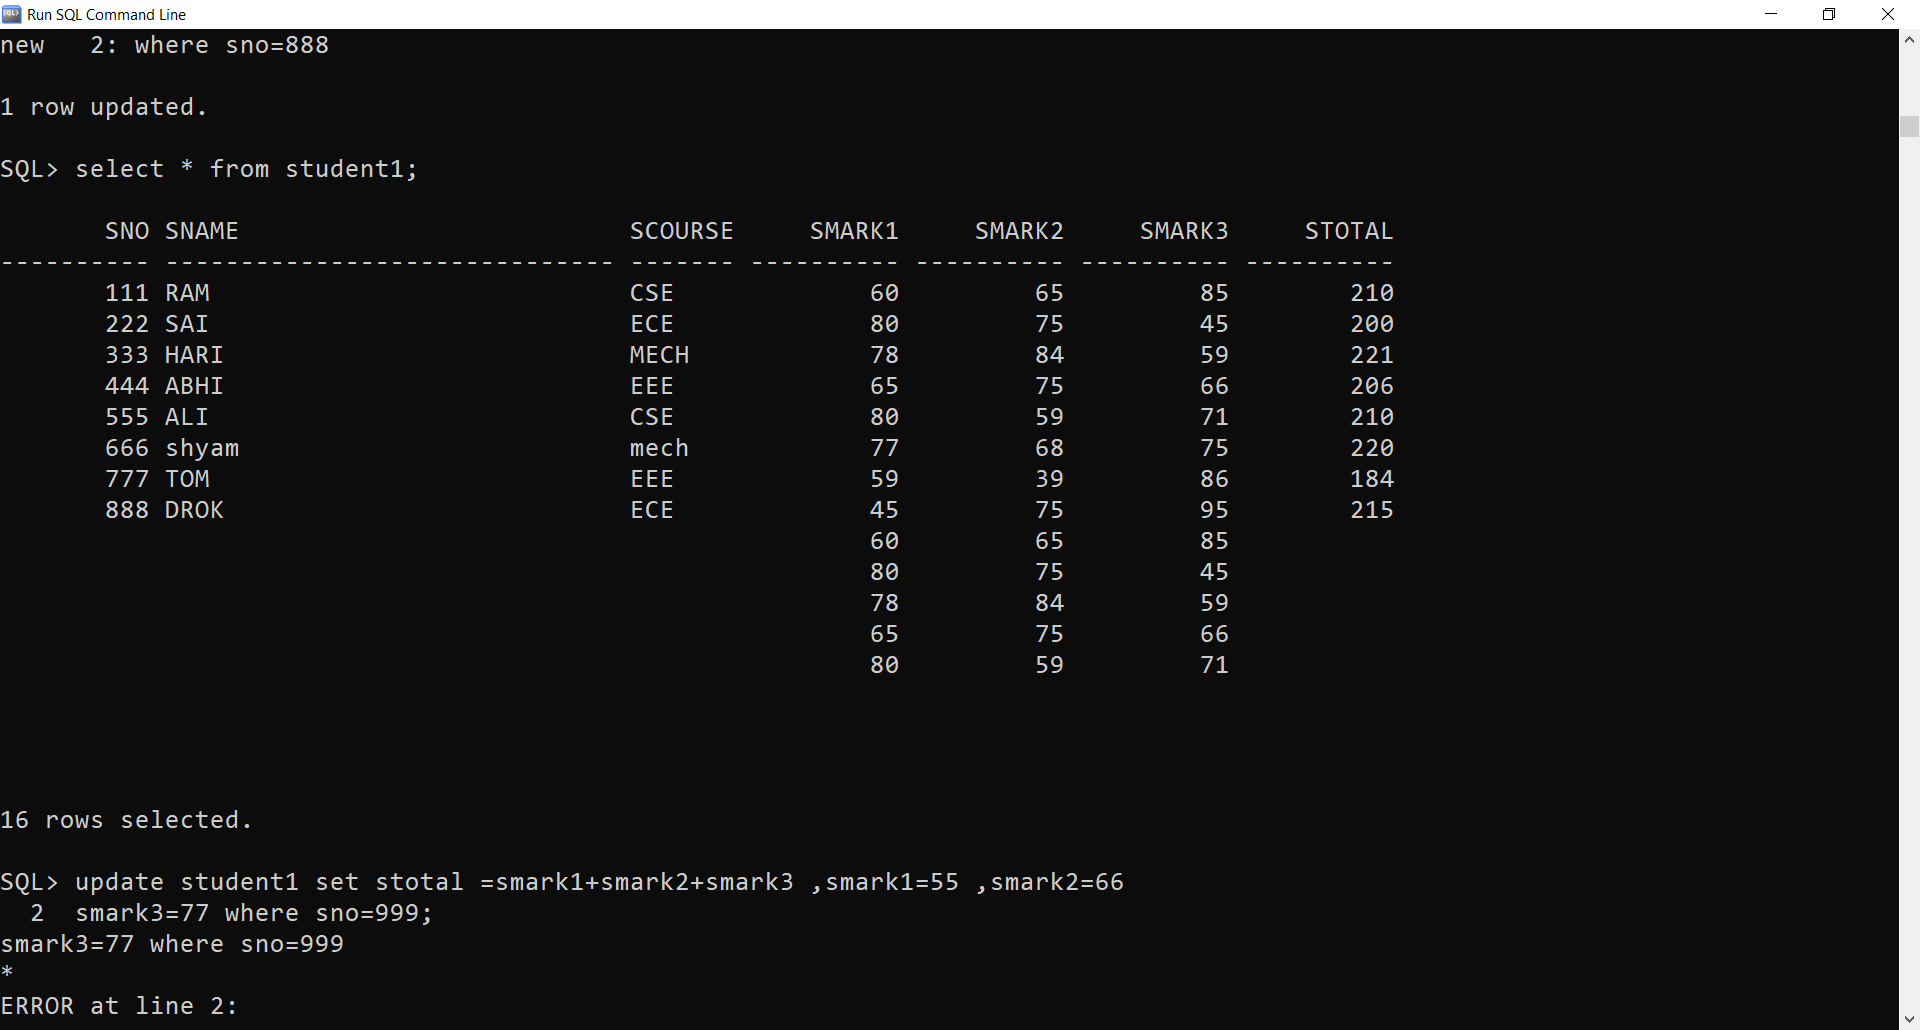 Run SQL Command Line
new   2: where sno=888
1 row updated.
SQL> select * from student1;
       SNO SNAME                          SCOURSE     SMARK1     SMARK2     SMARK3     STOTAL
---------- ------------------------------ ------- ---------- ---------- ---------- ----------
       111 RAM                            CSE             60         65         85        210
       222 SAI                            ECE             80         75         45        200
       333 HARI                           MECH            78         84         59        221
       444 ABHI                           EEE             65         75         66        206
       555 ALI                            CSE             80         59         71        210
       666 shyam                          mech            77         68         75        220
       777 TOM                            EEE             59         39         86        184
       888 DROK                           ECE             45         75         95        215
                                                          60         65         85
                                                          80         75         45
                                                          78         84         59
                                                          65         75         66
                                                          80         59         71
16 rows selected.
SQL> update student1 set stotal =smark1+smark2+smark3 ,smark1=55 ,smark2=66
  2  smark3=77 where sno=999;
smark3=77 where sno=999
*
ERROR at line 2: